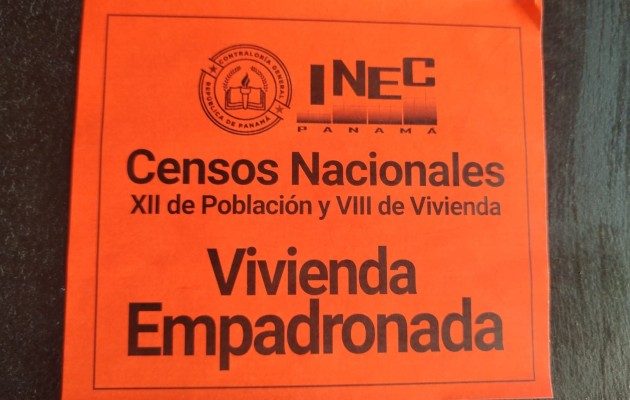 CONTRALORÍA GENERAL
REPÚBLICA DE PANAMÁ
INEC
PANAMÁ
Censos Nacionales
XII de Población y VIII de Vivienda
Vivienda
Empadronada